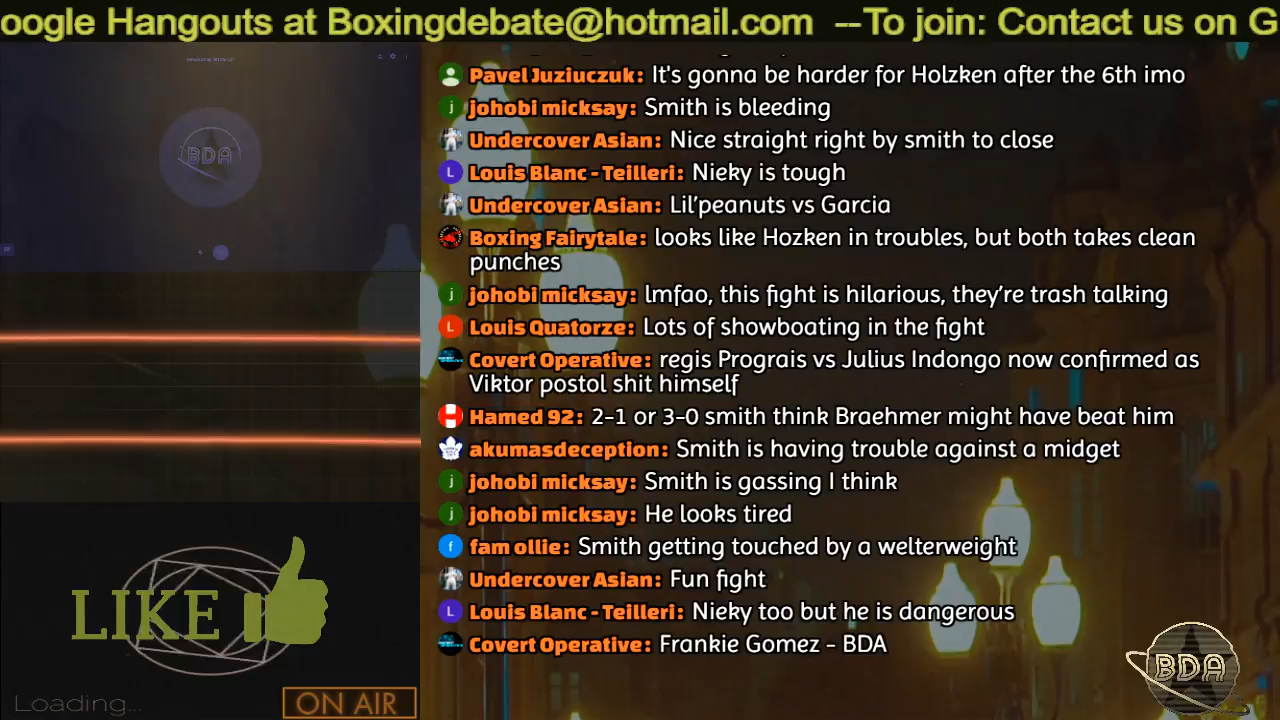 oogle Hangouts at Boxingdebate@hotmail.com --To join: Contact us on G
BDA
Pavel Juziuczuk: It's gonna be harder for Holzken after the 6th imo
johobi micksay: Smith is bleeding
Undercover Asian: Nice straight right by smith to close
Louis Blanc - Teilleri: Nieky is tough
Undercover Asian: Lil'peanuts vs Garcia
Boxing Fairytale: looks like Hozken in troubles, but both takes clean
punches
johobi micksay: lmfao, this fight is hilarious, they're trash talking
Louis Quatorze: Lots of showboating in the fight
Covert Operative: regis Prograis vs Julius Indongo now confirmed as
Viktor postol shit himself
Hamed 92: 2-1 or 3-0 smith think Braehmer might have beat him
akumasdeception: Smith is having trouble against a midget
johobi micksay: Smith is gassing I think
johobi micksay: He looks tired
fam ollie: Smith getting touched by a welterweight
Undercover Asian: Fun fight
Louis Blanc - Teilleri: Nieky too but he is dangerous
Covert Operative: Frankie Gomez - BDA
LIKE
Loading...
ON AIR
BDA